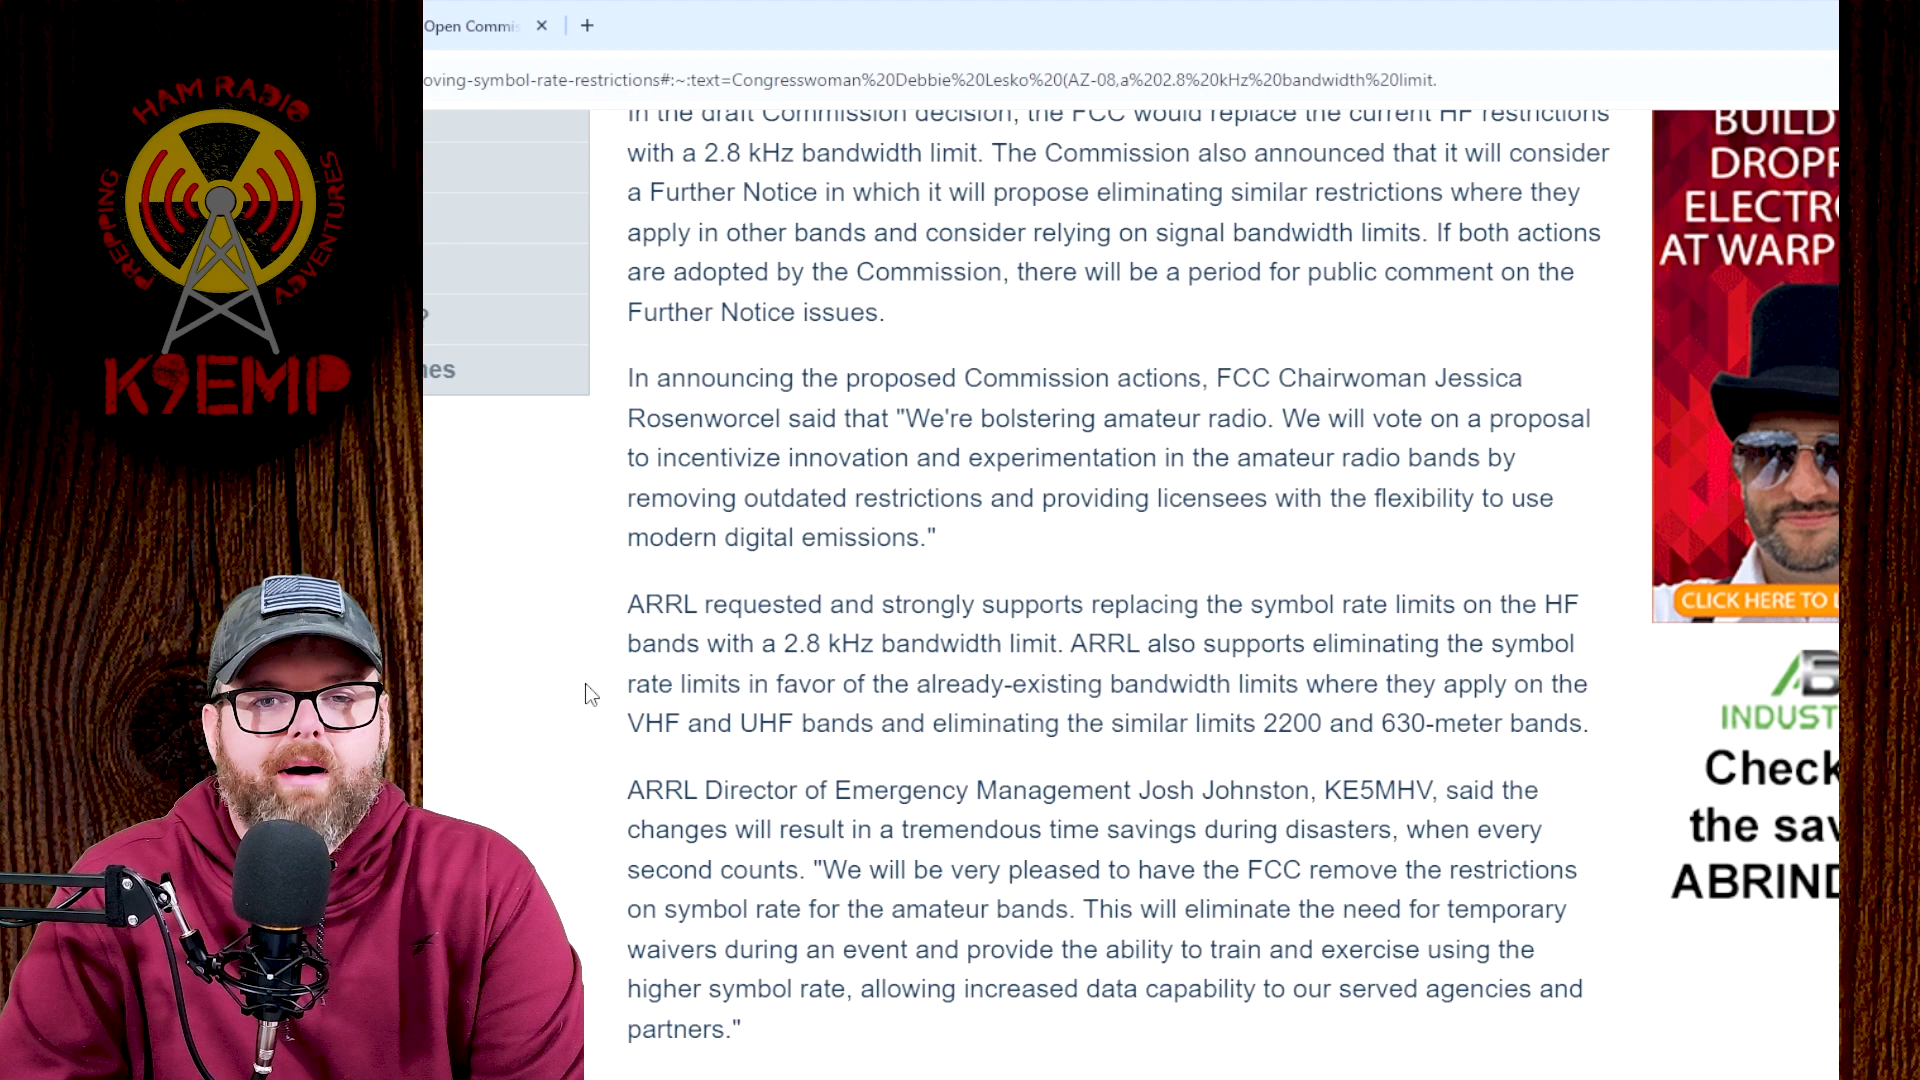 Open Commis
oving-symbol-rate-restrictions#:~:text=Congresswoman%20Debbie%20Lesko%20(AZ-08,a%202.8%20kHz%20bandwidth%20limit.
HAM RADIO
PREPPING
ADVENTURES
K9EMP
?
nes
In the draft Commission decision, the FCC would replace the current HF restrictions
with a 2.8 kHz bandwidth limit. The Commission also announced that it will consider
a Further Notice in which it will propose eliminating similar restrictions where they
apply in other bands and consider relying on signal bandwidth limits. If both actions
are adopted by the Commission, there will be a period for public comment on the
Further Notice issues.
In announcing the proposed Commission actions, FCC Chairwoman Jessica
Rosenworcel said that "We're bolstering amateur radio. We will vote on a proposal
to incentivize innovation and experimentation in the amateur radio bands by
removing outdated restrictions and providing licensees with the flexibility to use
modern digital emissions."
ARRL requested and strongly supports replacing the symbol rate limits on the HF
bands with a 2.8 kHz bandwidth limit. ARRL also supports eliminating the symbol
rate limits in favor of the already-existing bandwidth limits where they apply on the
VHF and UHF bands and eliminating the similar limits 2200 and 630-meter bands.
ARRL Director of Emergency Management Josh Johnston, KE5MHV, said the
changes will result in a tremendous time savings during disasters, when every
second counts. "We will be very pleased to have the FCC remove the restrictions
on symbol rate for the amateur bands. This will eliminate the need for temporary
waivers during an event and provide the ability to train and exercise using the
higher symbol rate, allowing increased data capability to our served agencies and
partners."
BUILD
DROPP
ELECTR
AT WARP
CLICK HERE TO L
AB
INDUST
Check
the sav
ABRIND